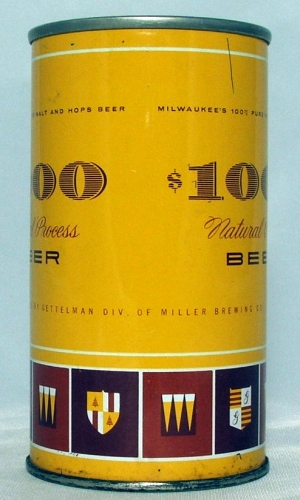 MALT AND HOPS BEER MILWAUKEE'S 100% PURE
00 $100
Process Natural
BEE
BY GETTELMAN DIV. OF MILLER BREWING CO.